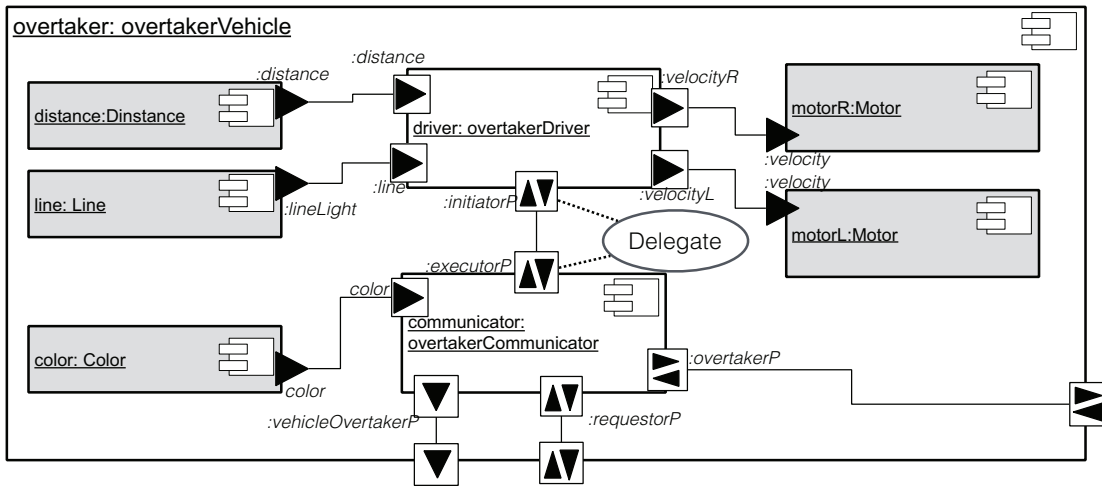 overtaker: overtakerVehicle
:distance
:distance
:velocityR
distance:Dinstance
driver: overtakerDriver
motorR:Motor
:velocity
line: Line
:lineLight
:line
:initiatorP
:velocityL
:velocity
motorL:Motor
Delegate
:executorP
color
communicator:
overtakerCommunicator
color: Color
color
:overtakerP
:vehicleOvertakerP
:requestorP